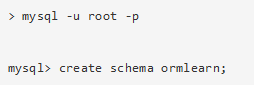 > mysql -u root -p
mysql> create schema ormlearn;